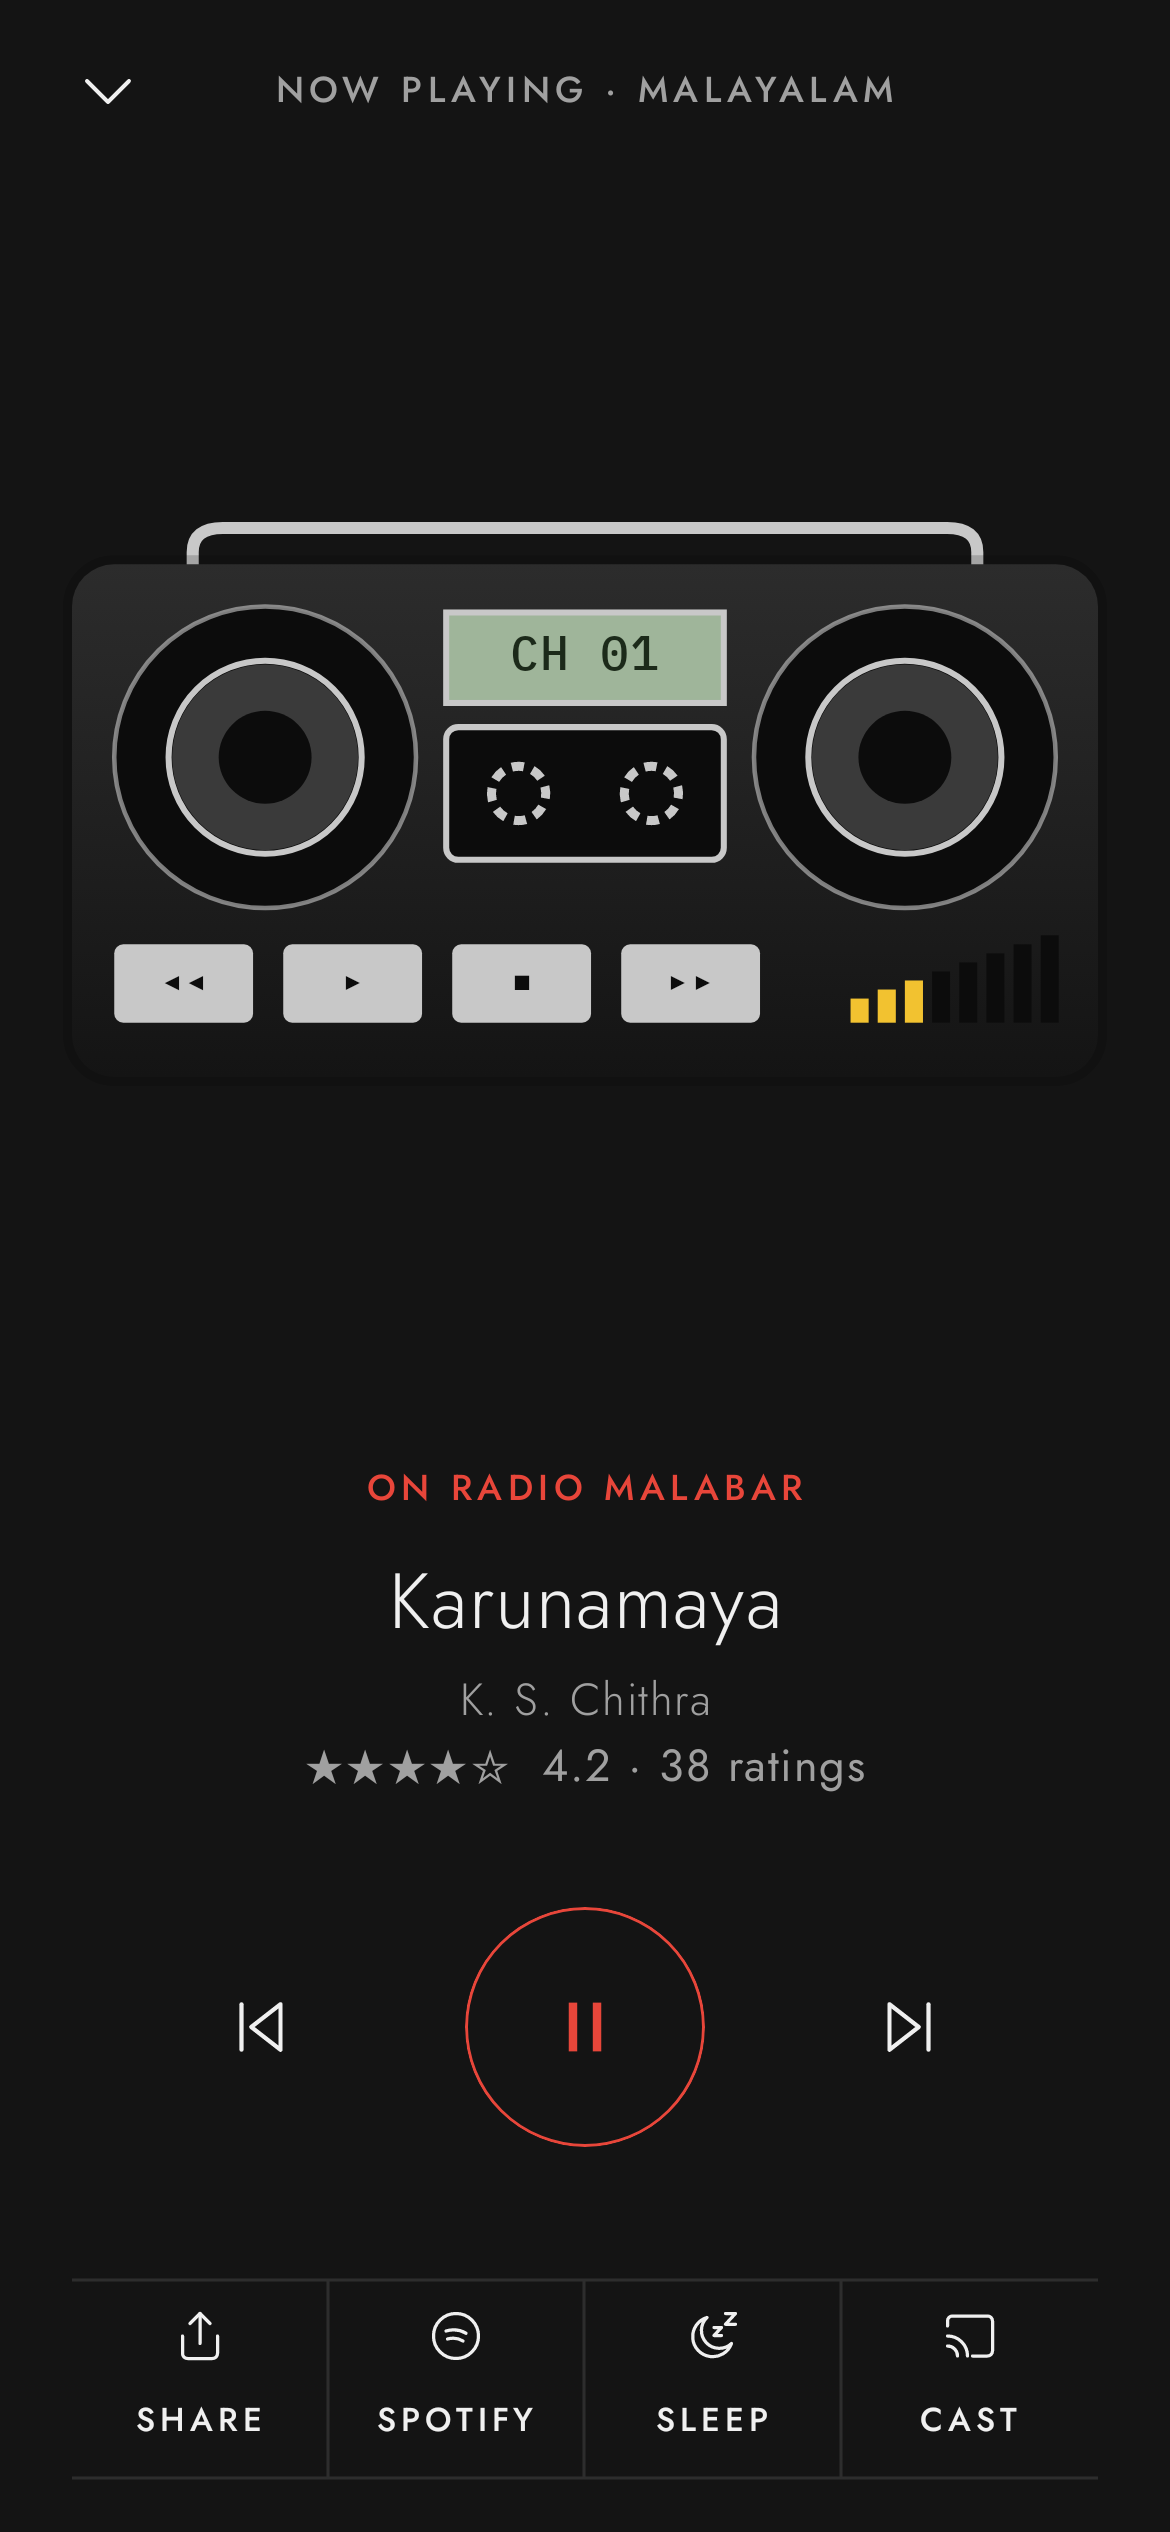 NOW PLAYING · MALAYALAM
CH 01
ON RADIO MALABAR
Karunamaya
K. S. Chithra
★★★★☆ 4.2 · 38 ratings
SHARE SPOTIFY SLEEP CAST